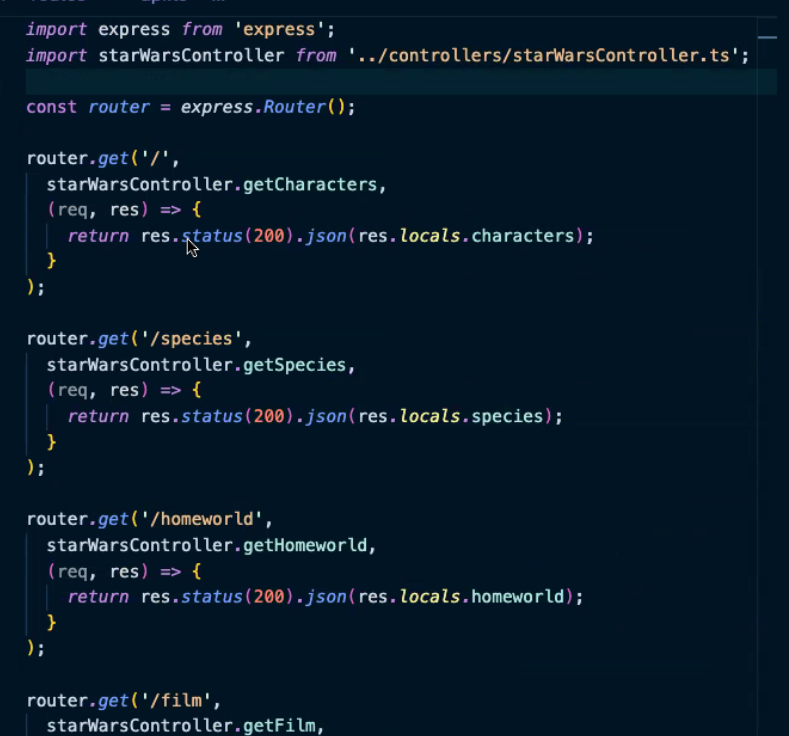 import express from 'express';
import starWarsController from '../controllers/starWarsController.ts';
const router = express.Router();
router.get('/',
starWarsController.getCharacters,
(req, res) => {
return res.status(200).json(res.locals.characters);
}
);
router.get('/species',
starWarsController.getSpecies,
(req, res) => {
return res.status(200).json(res.locals.species);
}
);
router.get('/homeworld',
starWarsController.getHomeworld,
(req, res) => {
return res.status(200).json(res.locals.homeworld);
}
);
router.get('/film',
starWarsController.getFilm,